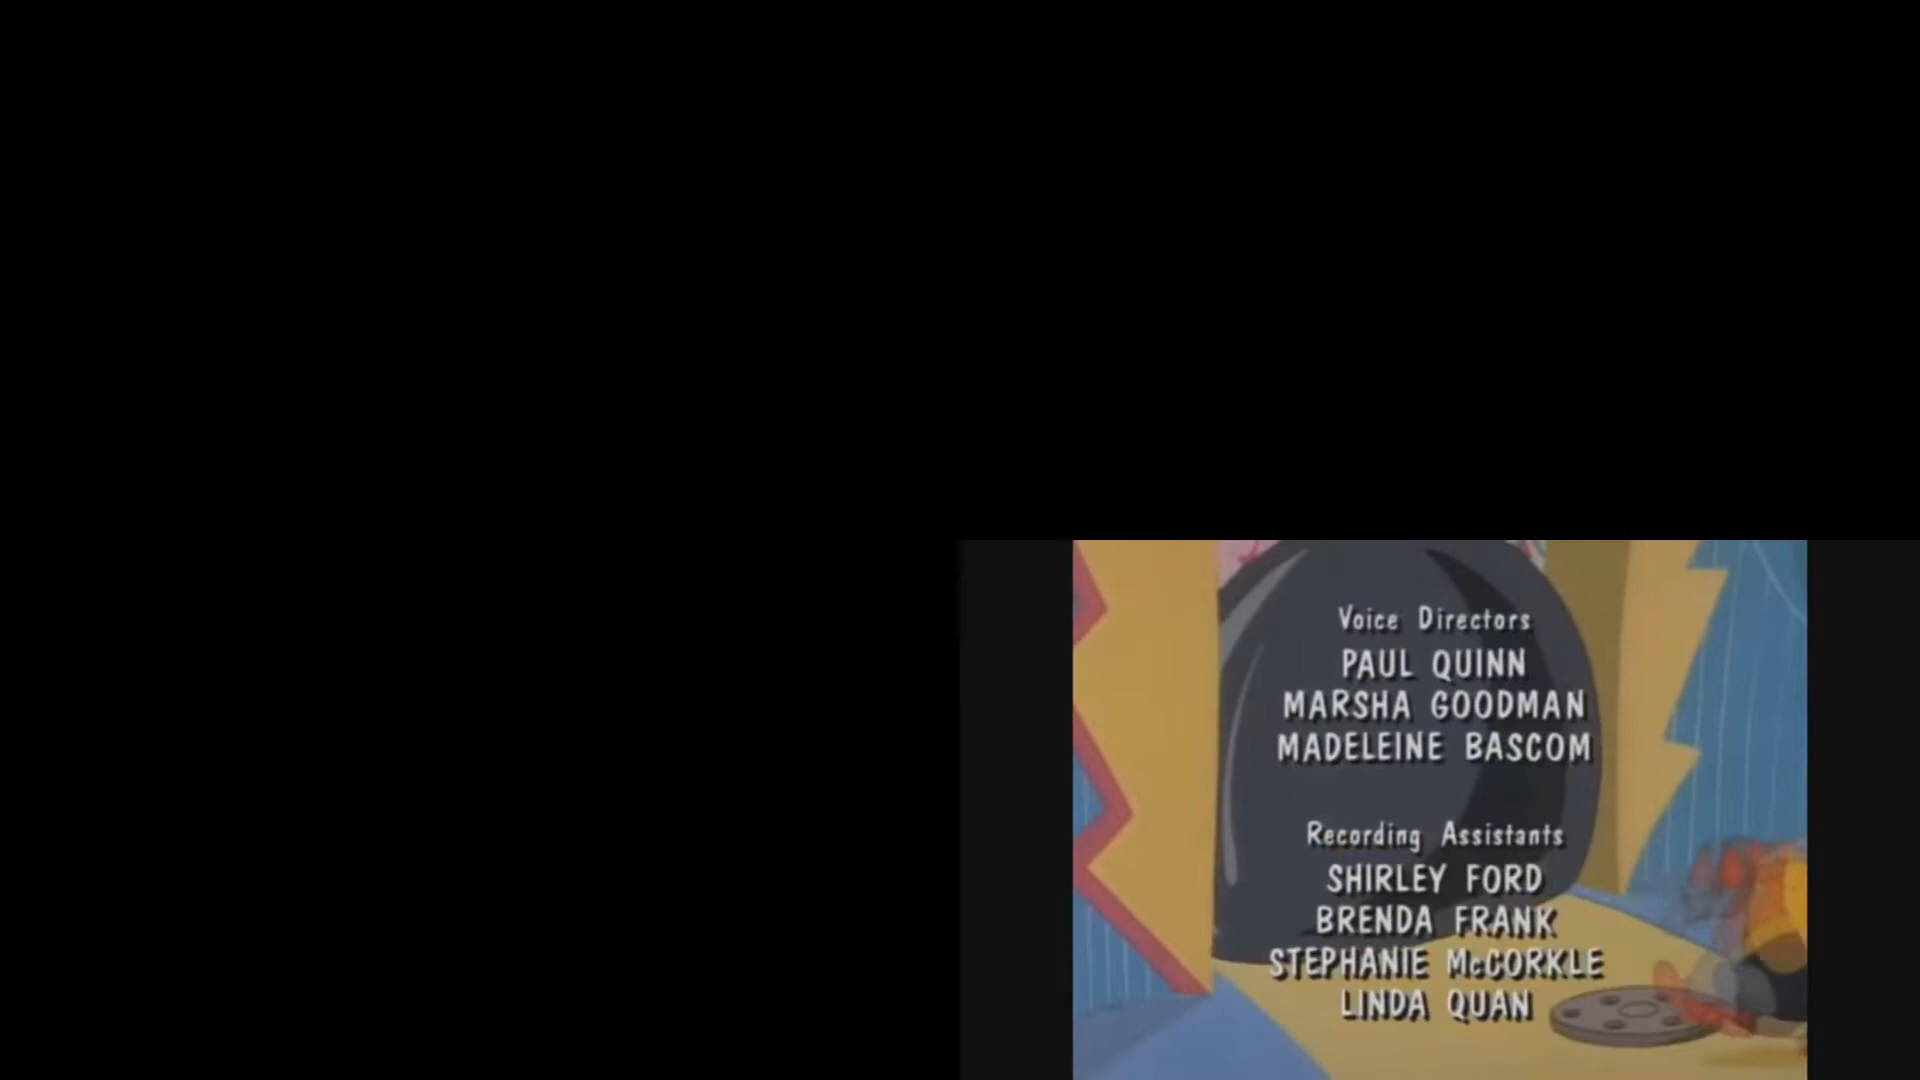 Voice Directors
PAUL QUINN
MARSHA GOODMAN
MADELEINE BASCOM
Recording Assistants
SHIRLEY FORD
BRENDA FRANK
STEPHANIE McCORKLE
LINDA QUAN